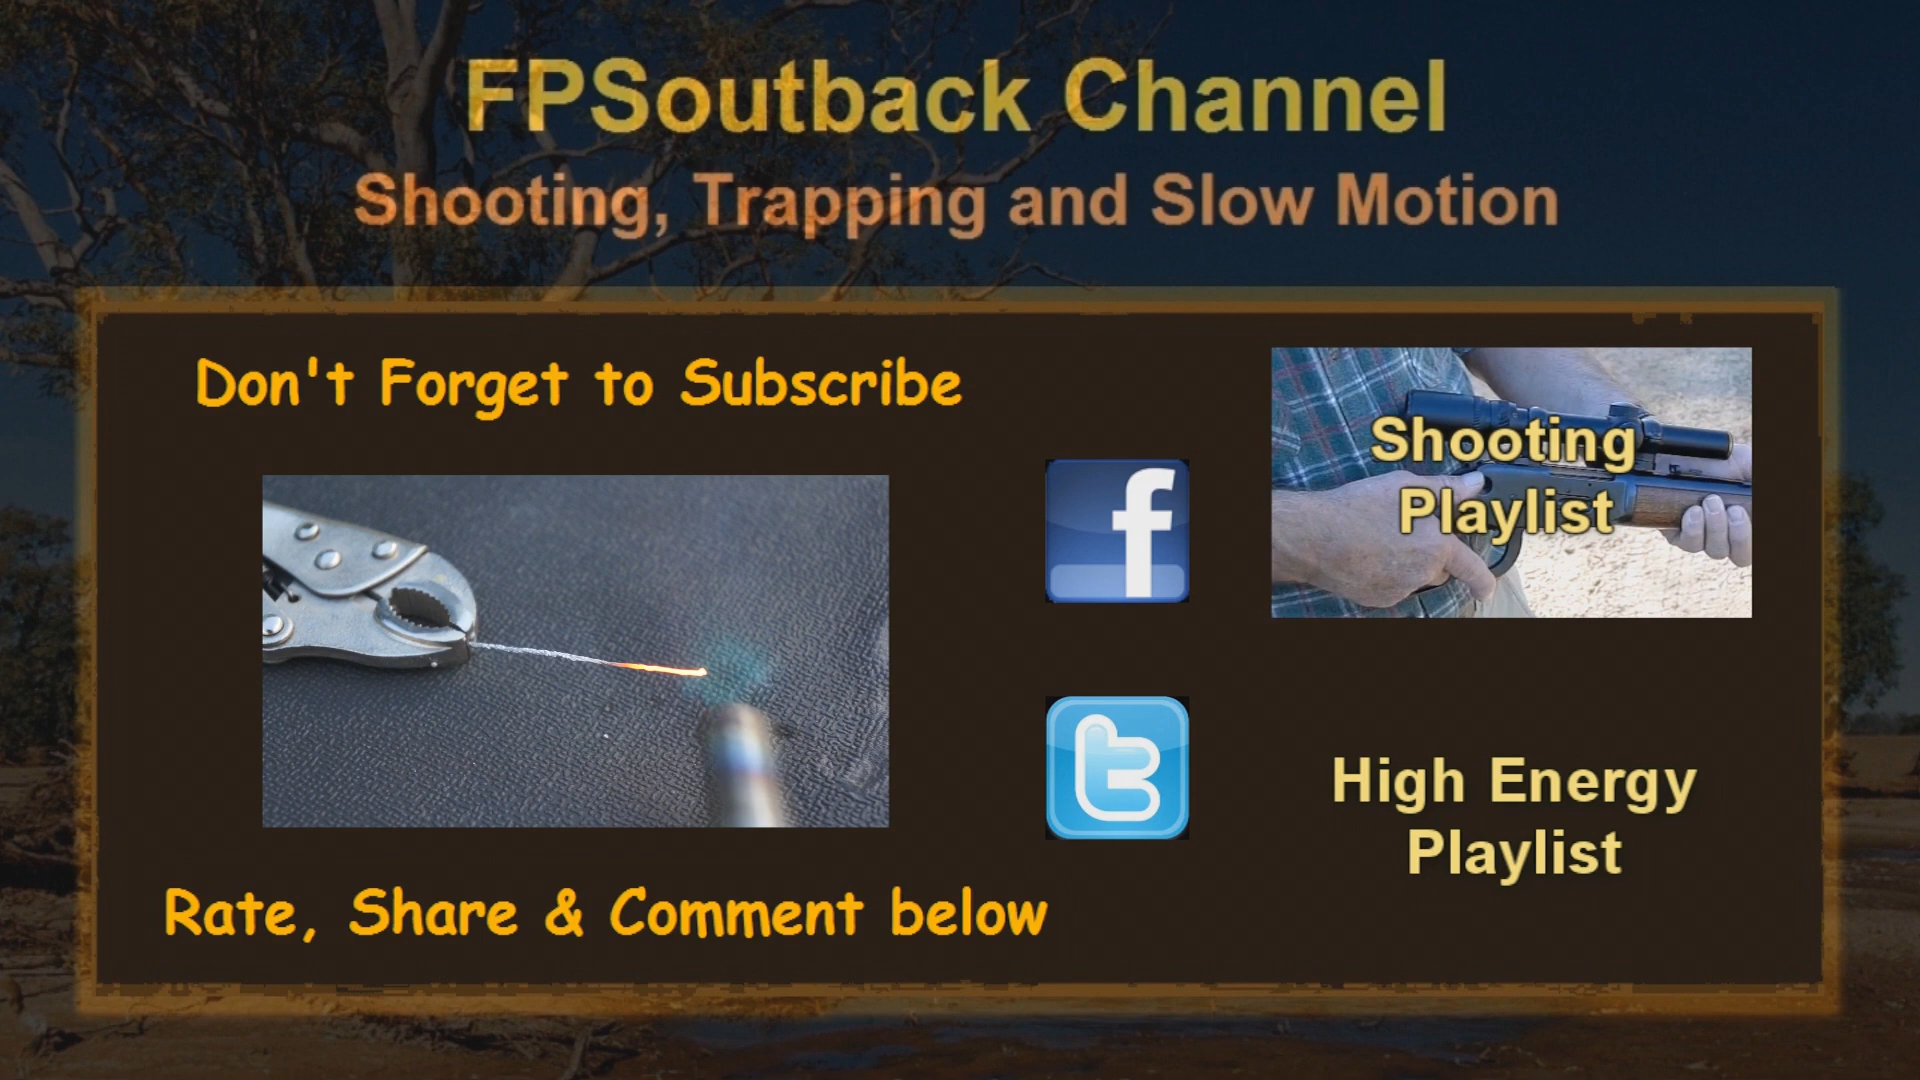 FPSoutback Channel
Shooting, Trapping and Slow Motion
Don't Forget to Subscribe
Shooting
Playlist
High Energy
Playlist
Rate, Share & Comment below